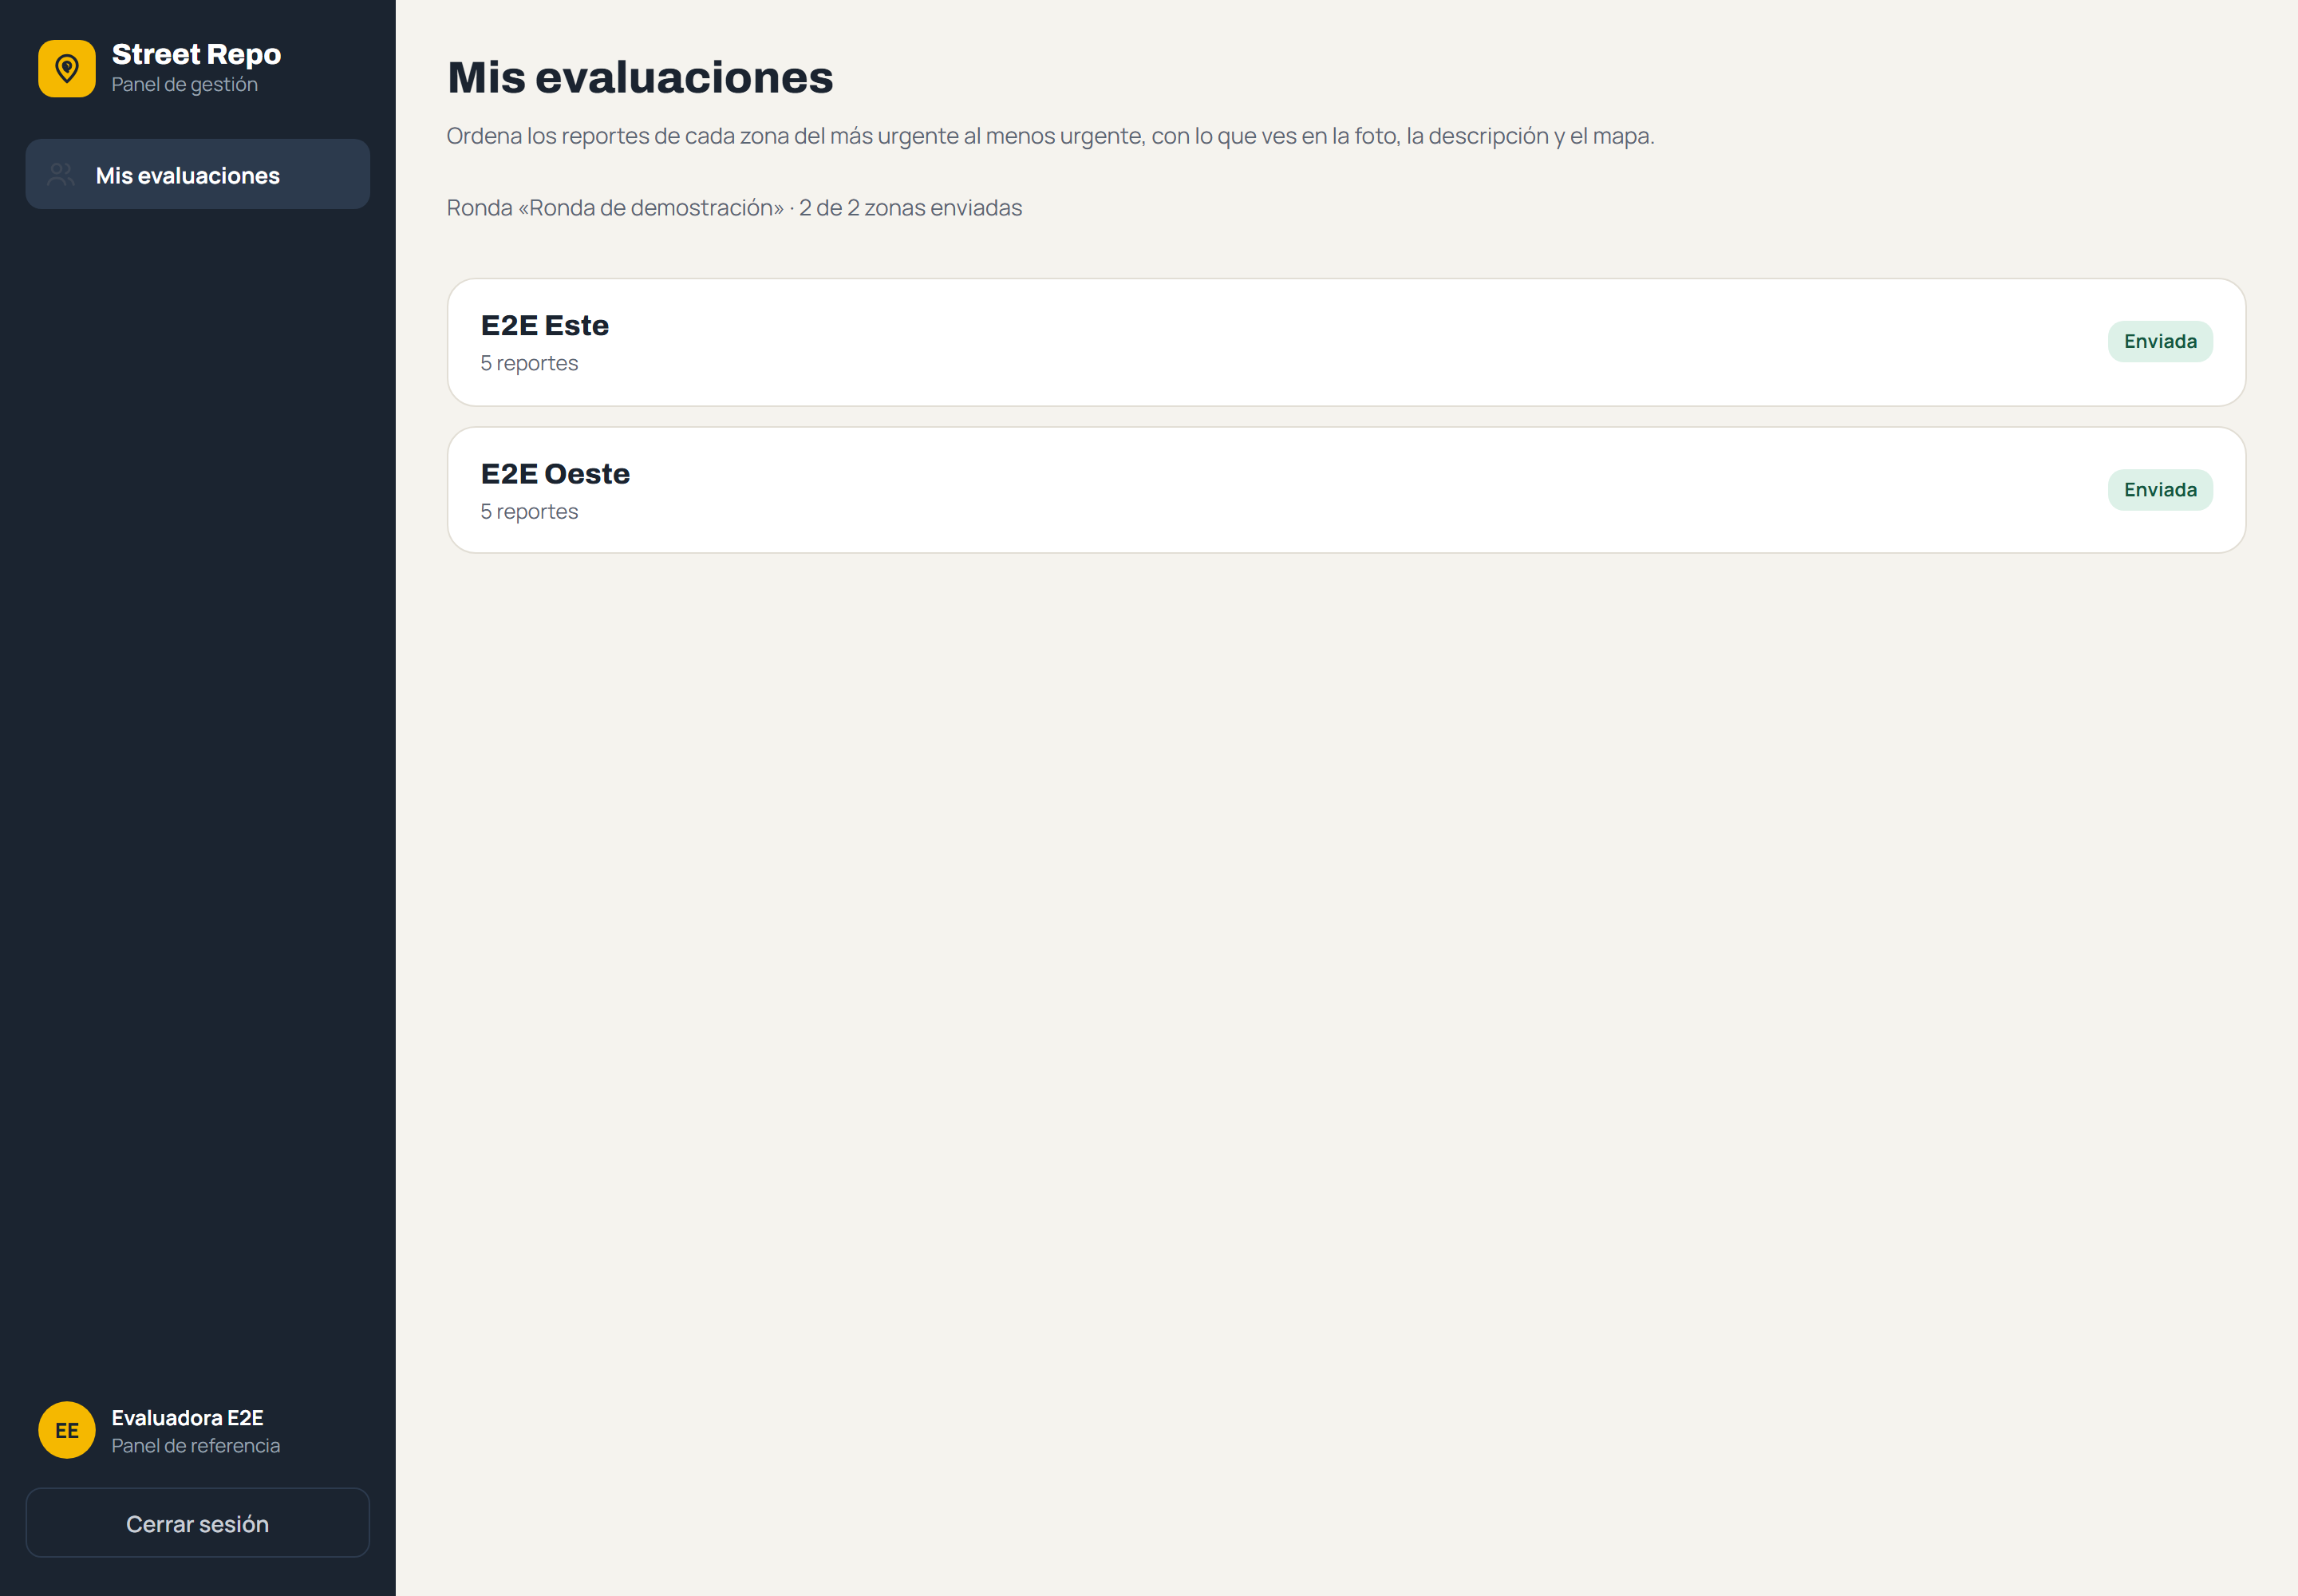 Street Repo
Panel de gestión
Mis evaluaciones
Evaluadora E2E
EE
Panel de referencia
Cerrar sesión
Mis evaluaciones
Ordena los reportes de cada zona del más urgente al menos urgente, con lo que ves en la foto, la descripción y el mapa.
Ronda «Ronda de demostración» · 2 de 2 zonas enviadas
E2E Este
5 reportes
Enviada
E2E Oeste
5 reportes
Enviada